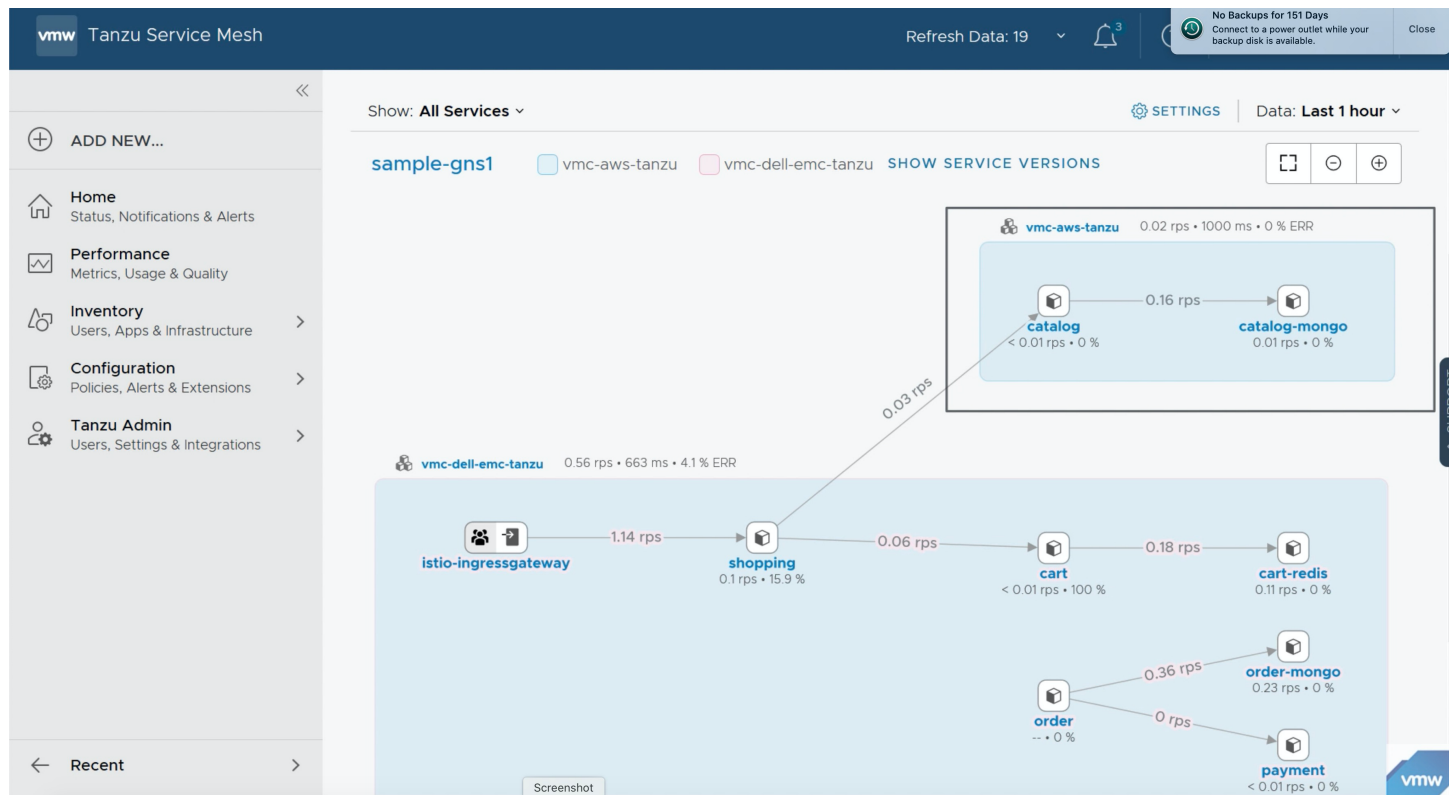 vmw Tanzu Service Mesh
Refresh Data: 19
3
No Backups for 151 Days
Connect to a power outlet while your
backup disk is available.
Close
ADD NEW...
Home
Status, Notifications & Alerts
Performance
Metrics, Usage & Quality
Inventory
Users, Apps & Infrastructure
Configuration
Policies, Alerts & Extensions
Tanzu Admin
Users, Settings & Integrations
Recent
Show: All Services
SETTINGS
Data: Last 1 hour
sample-gns1
vmc-aws-tanzu
vmc-dell-emc-tanzu
SHOW SERVICE VERSIONS
vmc-aws-tanzu 0.02 rps • 1000 ms • 0 % ERR
0.16 rps
catalog
< 0.01 rps • 0 %
catalog-mongo
0.01 rps • 0 %
0.03 rps
vmc-dell-emc-tanzu 0.56 rps • 663 ms • 4.1 % ERR
istio-ingressgateway
1.14 rps
shopping
0.1 rps • 15.9 %
0.06 rps
cart
< 0.01 rps • 100 %
0.18 rps
cart-redis
0.11 rps • 0 %
order
-- • 0 %
0.36 rps
order-mongo
0.23 rps • 0 %
0 rps
payment
< 0.01 rps • 0 %
Screenshot
vmw